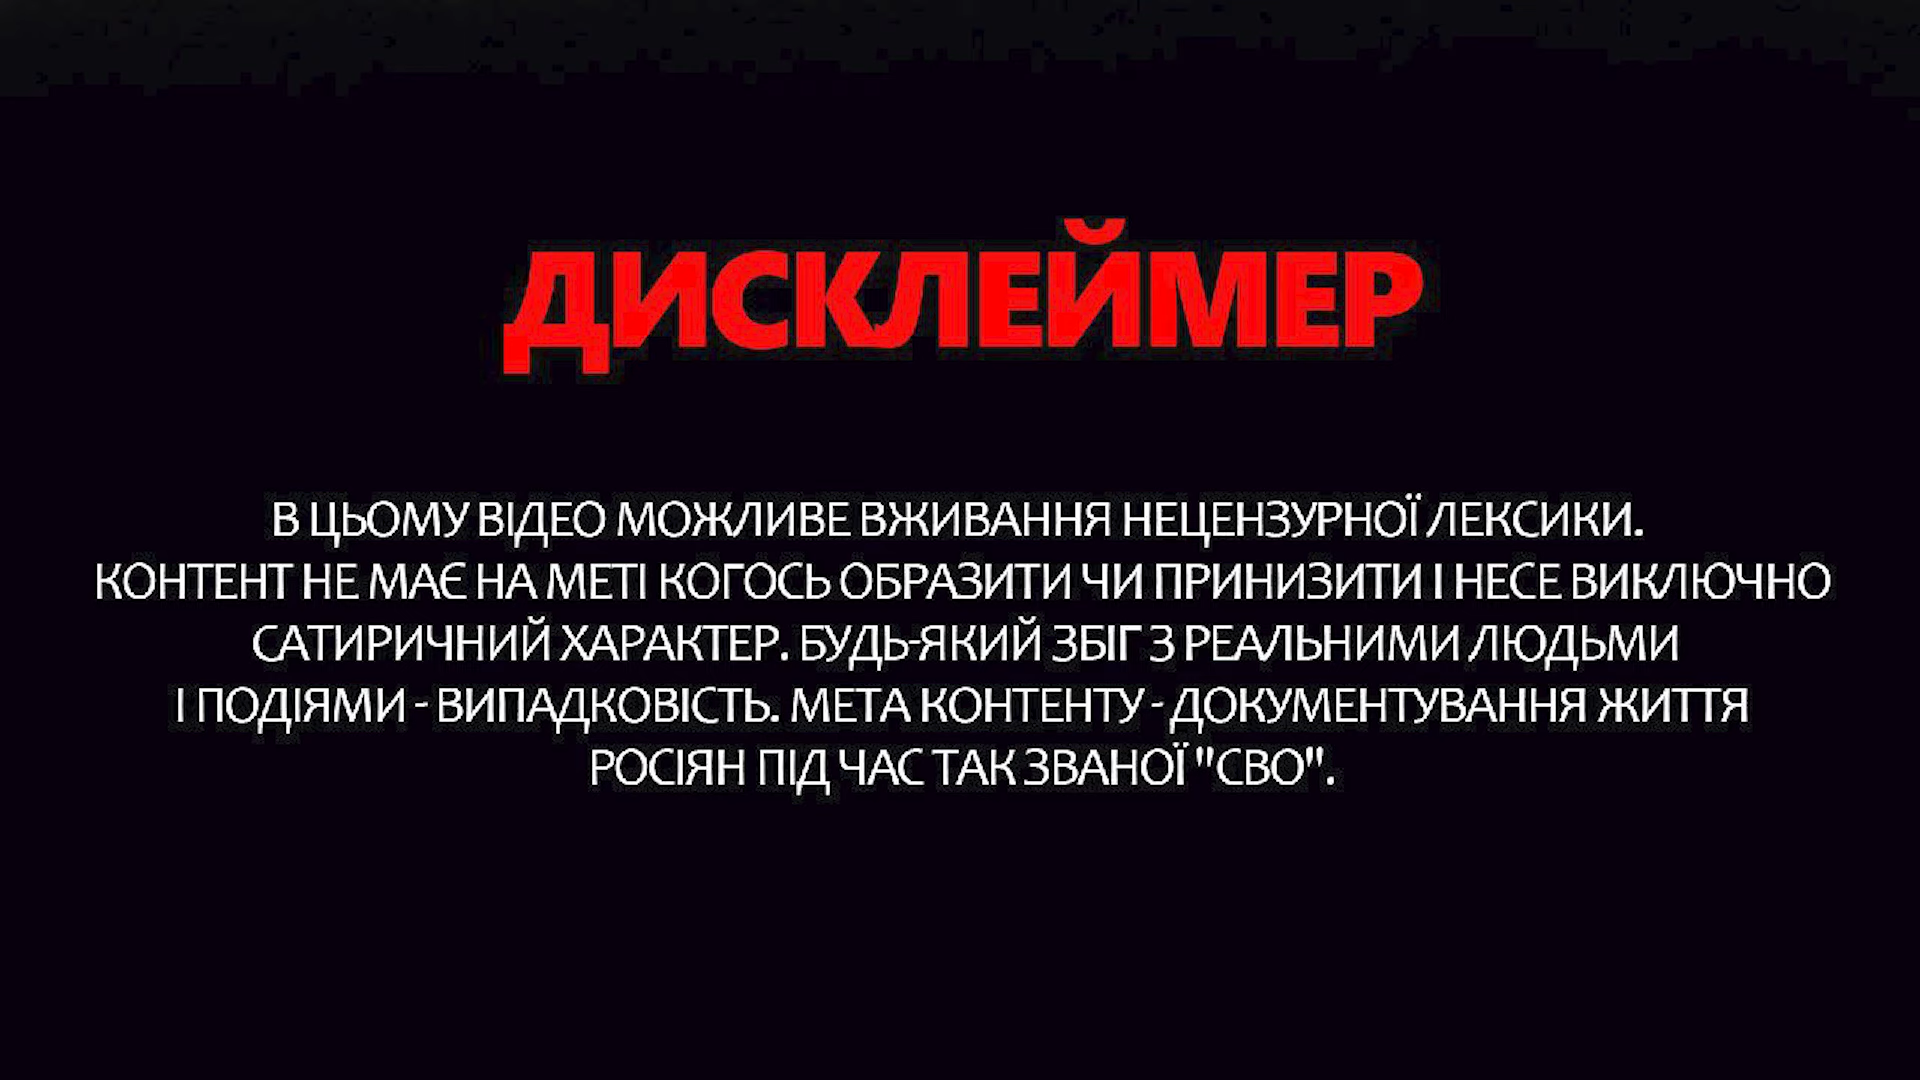 ДИСКЛЕЙМЕР
В ЦЬОМУ ВІДЕО МОЖЛИВЕ ВЖИВАННЯ НЕЦЕНЗУРНОЇ ЛЕКСИКИ.
КОНТЕНТ НЕ МАЄ НА МЕТІ КОГОСЬ ОБРАЗИТИ ЧИ ПРИНИЗИТИ І НЕСЕ ВИКЛЮЧНО
САТИРИЧНИЙ ХАРАКТЕР. БУДЬ-ЯКИЙ ЗБІГ З РЕАЛЬНИМИ ЛЮДЬМИ
І ПОДІЯМИ - ВИПАДКОВІСТЬ. МЕТА КОНТЕНТУ - ДОКУМЕНТУВАННЯ ЖИТТЯ
РОСІЯН ПІД ЧАС ТАК ЗВАНОЇ "СВО".